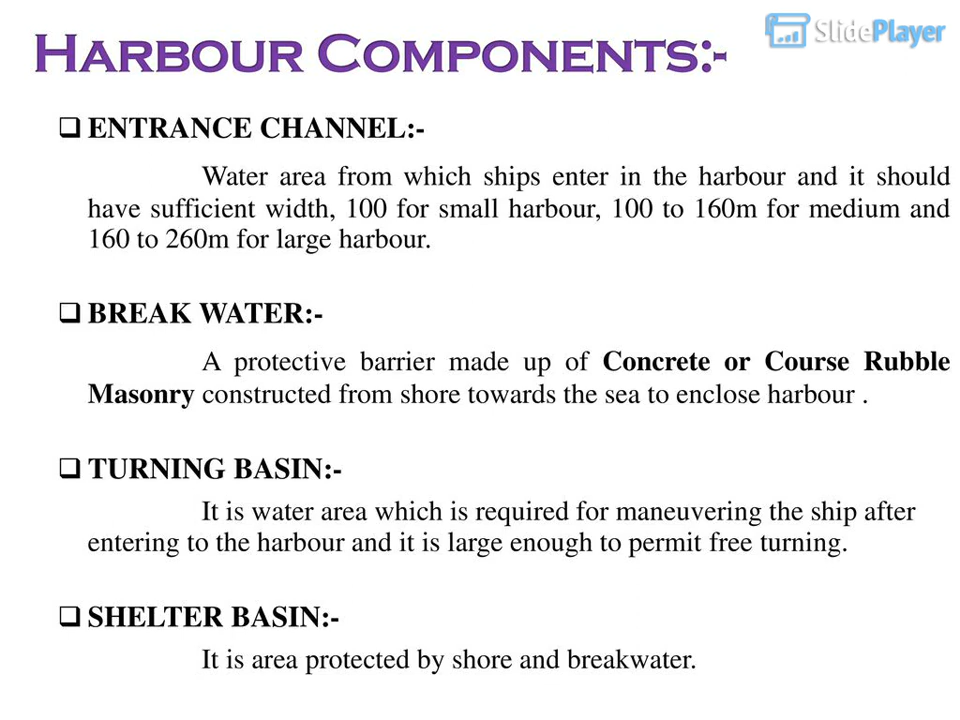 HARBOUR COMPONENTS:-
SlidePlayer
ENTRANCE CHANNEL:-
Water area from which ships enter in the harbour and it should
have sufficient width, 100 for small harbour, 100 to 160m for medium and
160 to 260m for large harbour.
BREAK WATER:-
A protective barrier made up of Concrete or Course Rubble
Masonry constructed from shore towards the sea to enclose harbour .
TURNING BASIN:-
It is water area which is required for maneuvering the ship after
entering to the harbour and it is large enough to permit free turning.
SHELTER BASIN:-
It is area protected by shore and breakwater.